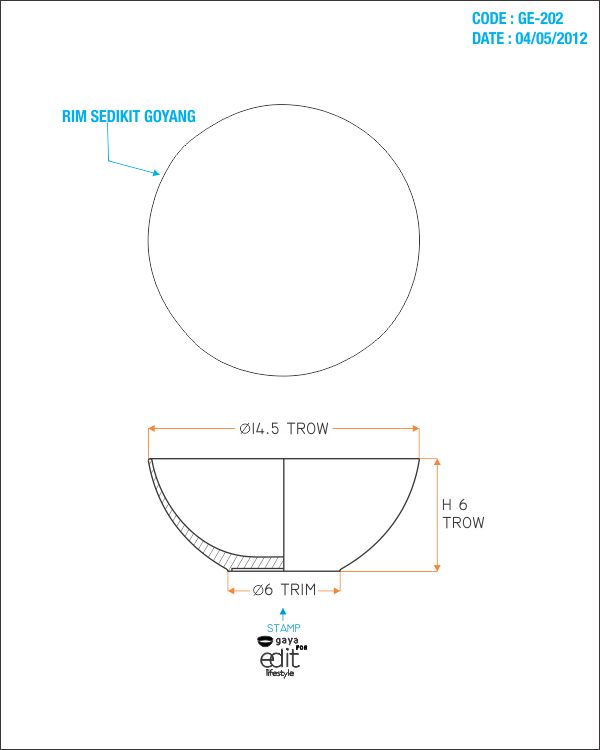 CODE : GE-202
DATE : 04/05/2012
RIM SEDIKIT GOYANG
Ø14.5 TROW
H 6
TROW
Ø6 TRIM
STAMP
gaya
FOR
edit
lifestyle